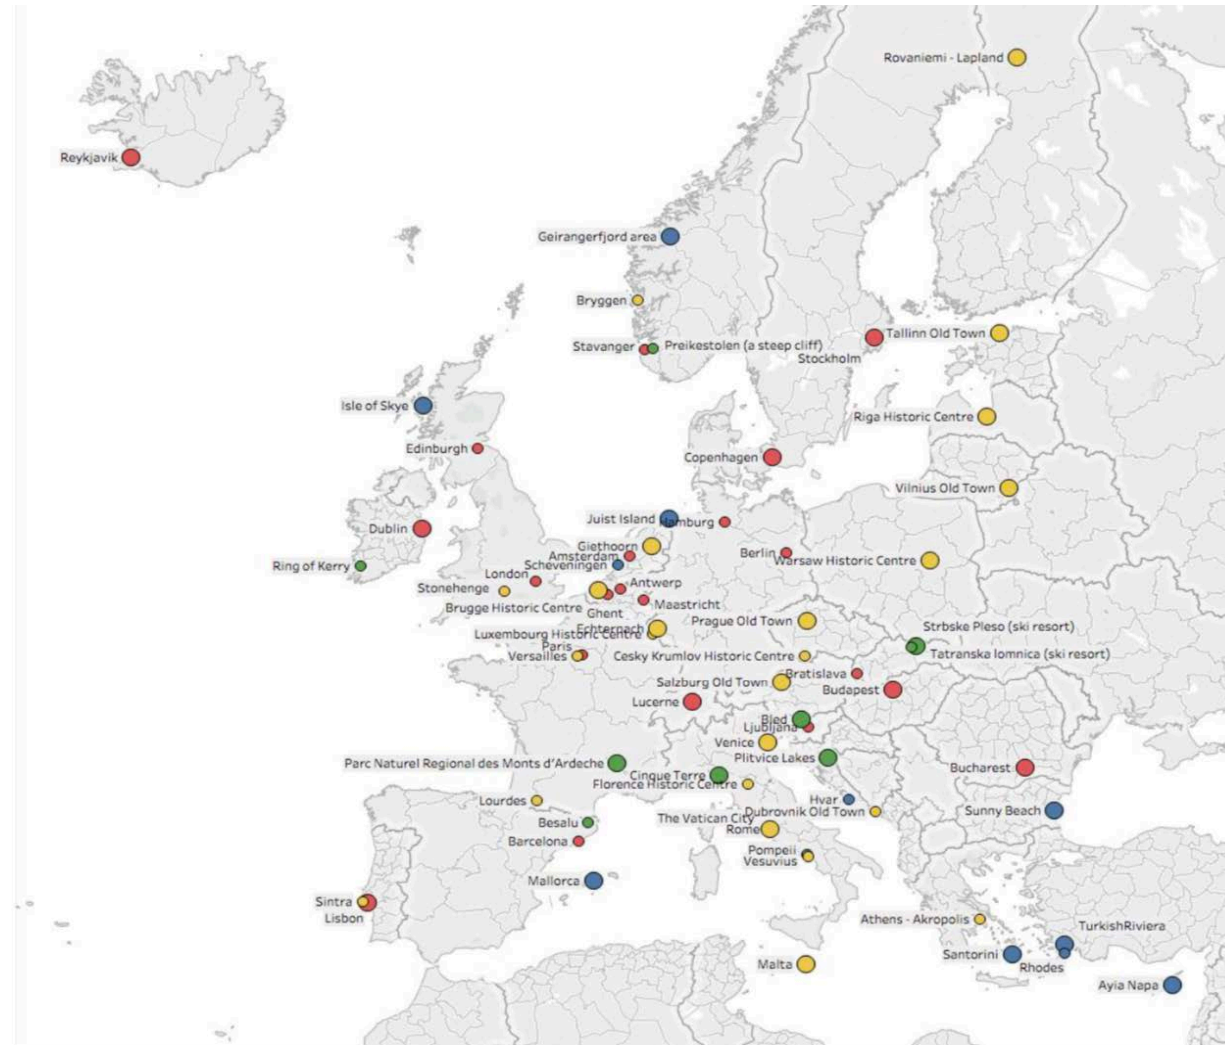 Rovaniemi - Lapland
Reykjavik
Geirangerfjord area
Bryggen
Stavanger
Preikestolen (a steep cliff)
Tallinn Old Town
Stockholm
Isle of Skye
Riga Historic Centre
Edinburgh
Copenhagen
Vilnius Old Town
Juist Island
Hamburg
Dublin
Giethoorn
Amsterdam
Berlin
Warsaw Historic Centre
Ring of Kerry
Scheveningen
London
Stonehenge
Antwerp
Brugge Historic Centre
Maastricht
Ghent
Prague Old Town
Echternach
Strbske Pleso (ski resort)
Luxembourg Historic Centre
Paris
Versailles
Cesky Krumlov Historic Centre
Tatranska lomnica (ski resort)
Bratislava
Salzburg Old Town
Budapest
Lucerne
Bled
Ljubljana
Venice
Plitvice Lakes
Parc Naturel Regional des Monts d'Ardeche
Bucharest
Cinque Terre
Florence Historic Centre
Lourdes
Hvar
Dubrovnik Old Town
Sunny Beach
The Vatican City
Besalu
Rome
Barcelona
Pompeii
Vesuvius
Mallorca
Sintra
Lisbon
Athens - Akropolis
TurkishRiviera
Santorini
Rhodes
Malta
Ayia Napa